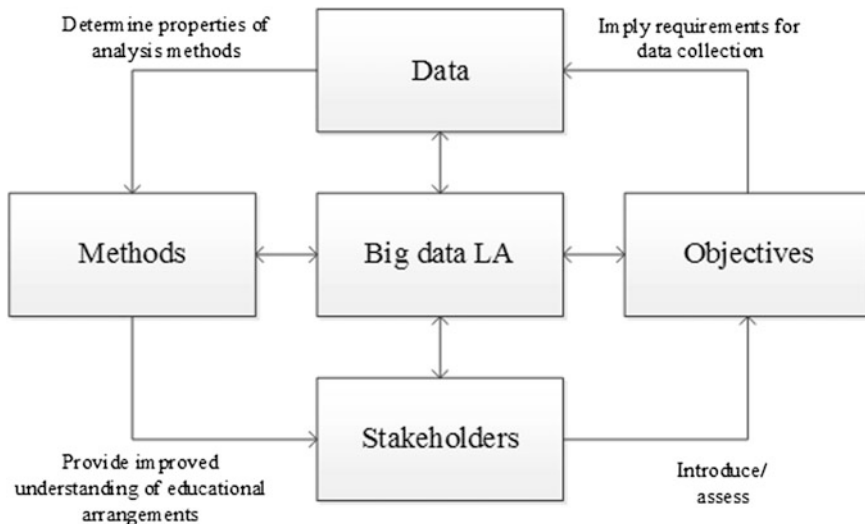 Determine properties of
analysis methods
Imply requirements for
data collection
Data
Methods
Big data LA
Objectives
Stakeholders
Provide improved
understanding of educational
arrangements
Introduce/
assess